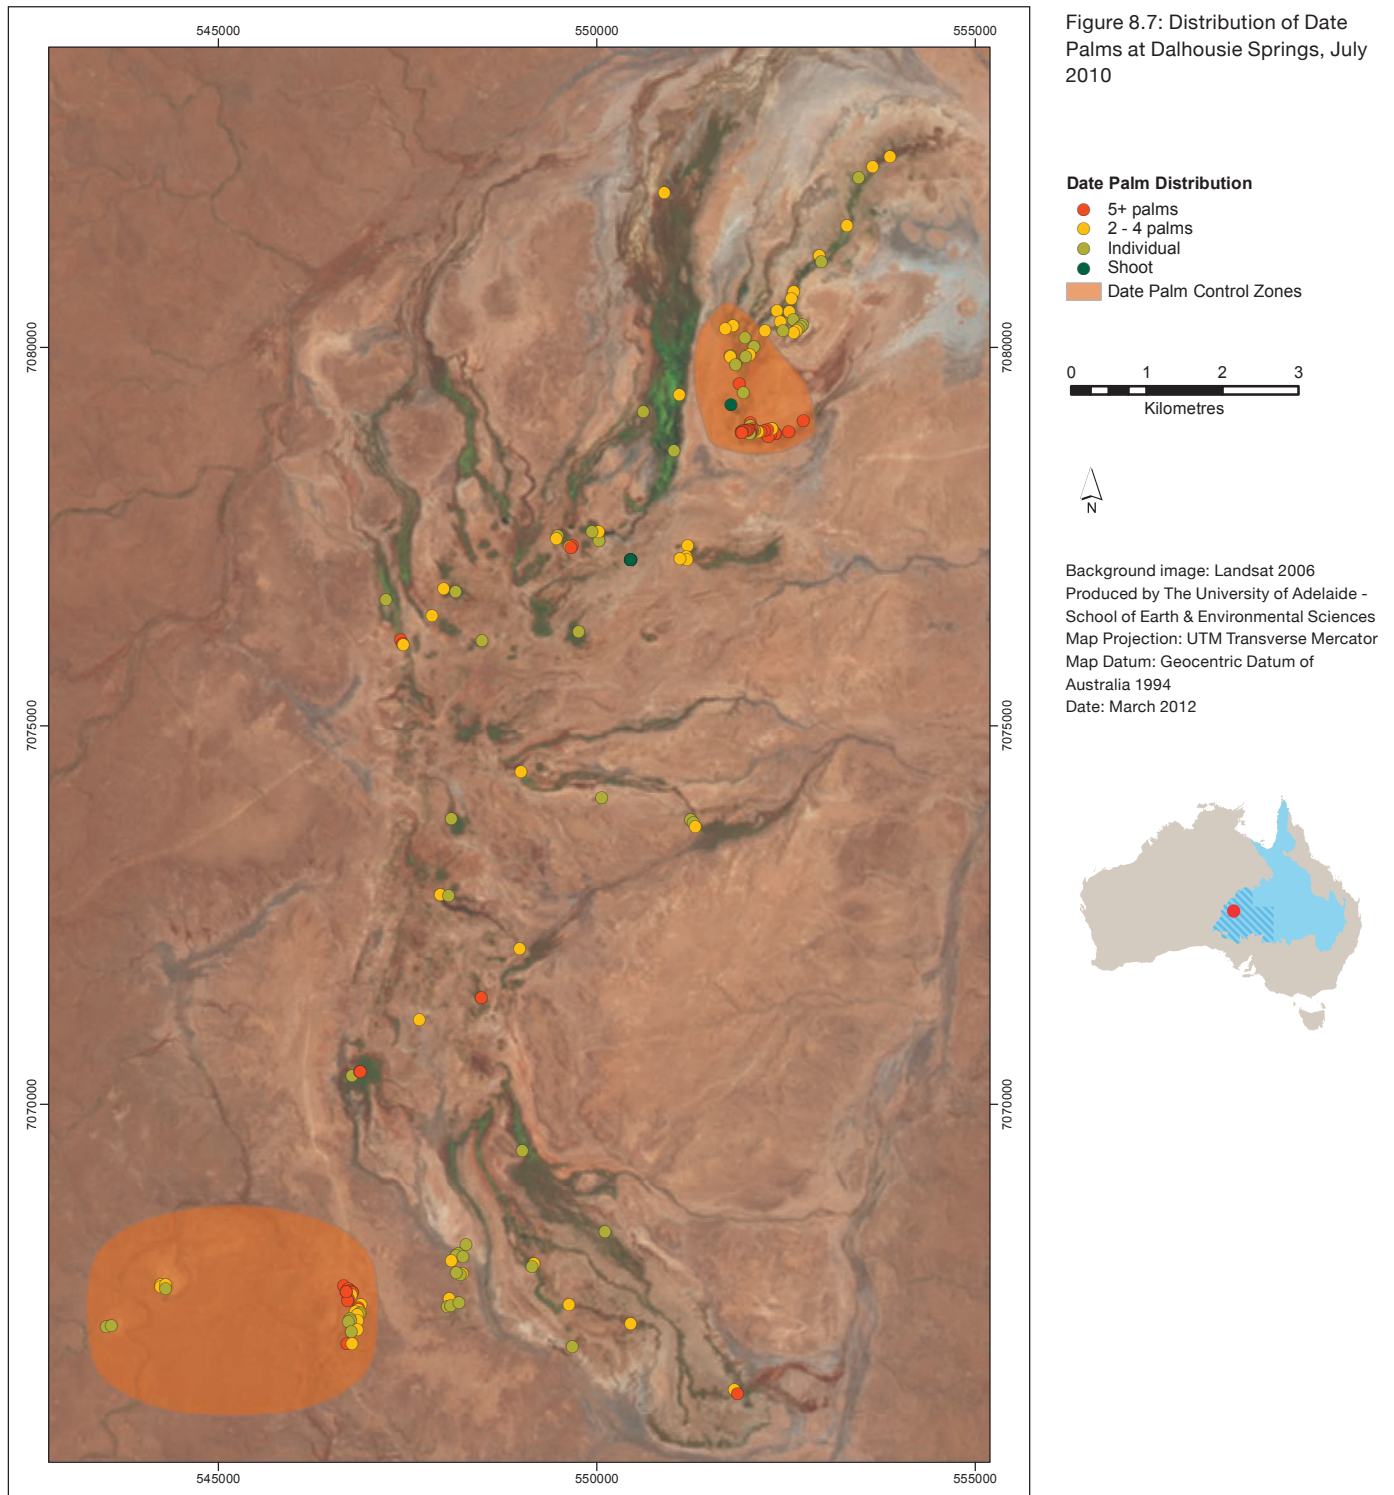 545000
550000
555000
7080000
7080000
7075000
7075000
7070000
7070000
545000
550000
555000
Figure 8.7: Distribution of Date
Palms at Dalhousie Springs, July
2010
Date Palm Distribution
5+ palms
2 - 4 palms
Individual
Shoot
Date Palm Control Zones
0 1 2 3
Kilometres
N
Background image: Landsat 2006
Produced by The University of Adelaide -
School of Earth & Environmental Sciences
Map Projection: UTM Transverse Mercator
Map Datum: Geocentric Datum of
Australia 1994
Date: March 2012